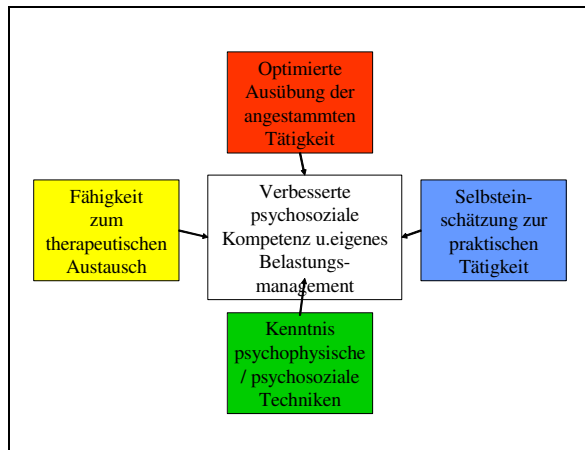 Optimierte
Ausübung der
angestammten
Tätigkeit
Fähigkeit
zum
therapeutischen
Austausch
Verbesserte
psychosoziale
Kompetenz u.eigenes
Belastungs-
management
Selbstein-
schätzung zur
praktischen
Tätigkeit
Kenntnis
psychophysische
/ psychosoziale
Techniken